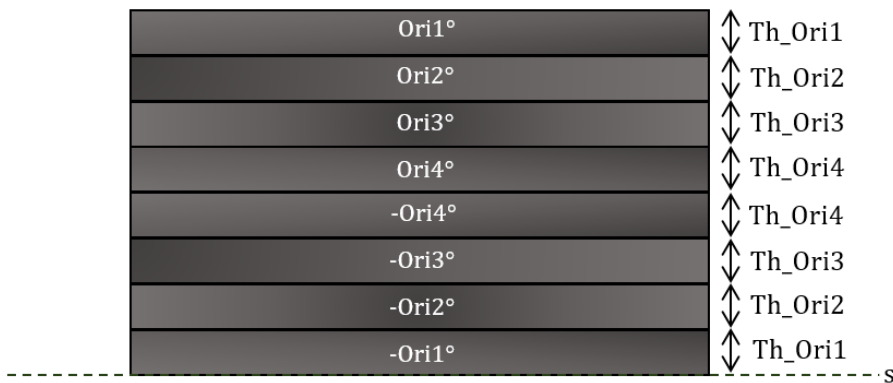 Ori1° Th_Ori1
Ori2° Th_Ori2
Ori3° Th_Ori3
Ori4° Th_Ori4
-Ori4° Th_Ori4
-Ori3° Th_Ori3
-Ori2° Th_Ori2
-Ori1° Th_Ori1
s